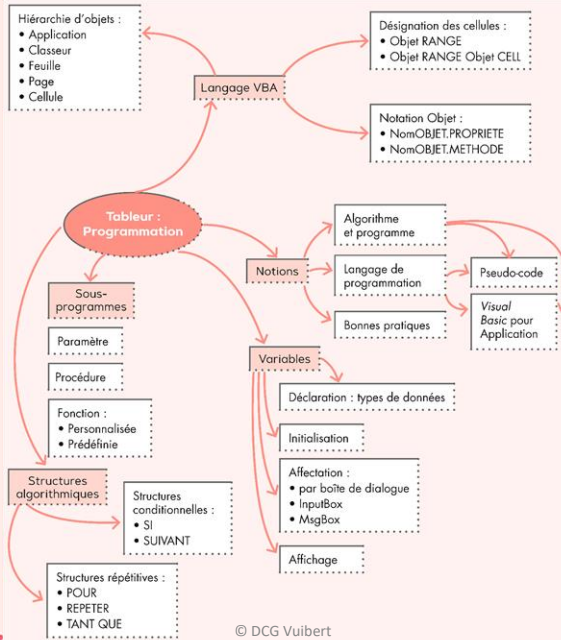 Hiérarchie d'objets :
• Application
• Classeur
• Feuille
• Page
• Cellule
Désignation des cellules :
• Objet RANGE
• Objet RANGE Objet CELL
Langage VBA
Notation Objet :
• NomOBJET.PROPRIETE
• NomOBJET.METHODE
Tableur :
Programmation
Notions
Algorithme
et programme
Langage de
programmation
Bonnes pratiques
Pseudo-code
Visual
Basic pour
Application
Sous-
programmes
Paramètre
Procédure
Fonction :
• Personnalisée
• Prédéfinie
Variables
Déclaration : types de données
Initialisation
Affectation :
• par boîte de dialogue
• InputBox
• MsgBox
Affichage
Structures
algorithmiques
Structures
conditionnelles :
• SI
• SUIVANT
Structures répétitives :
• POUR
• REPETER
• TANT QUE
© DCG Vuibert